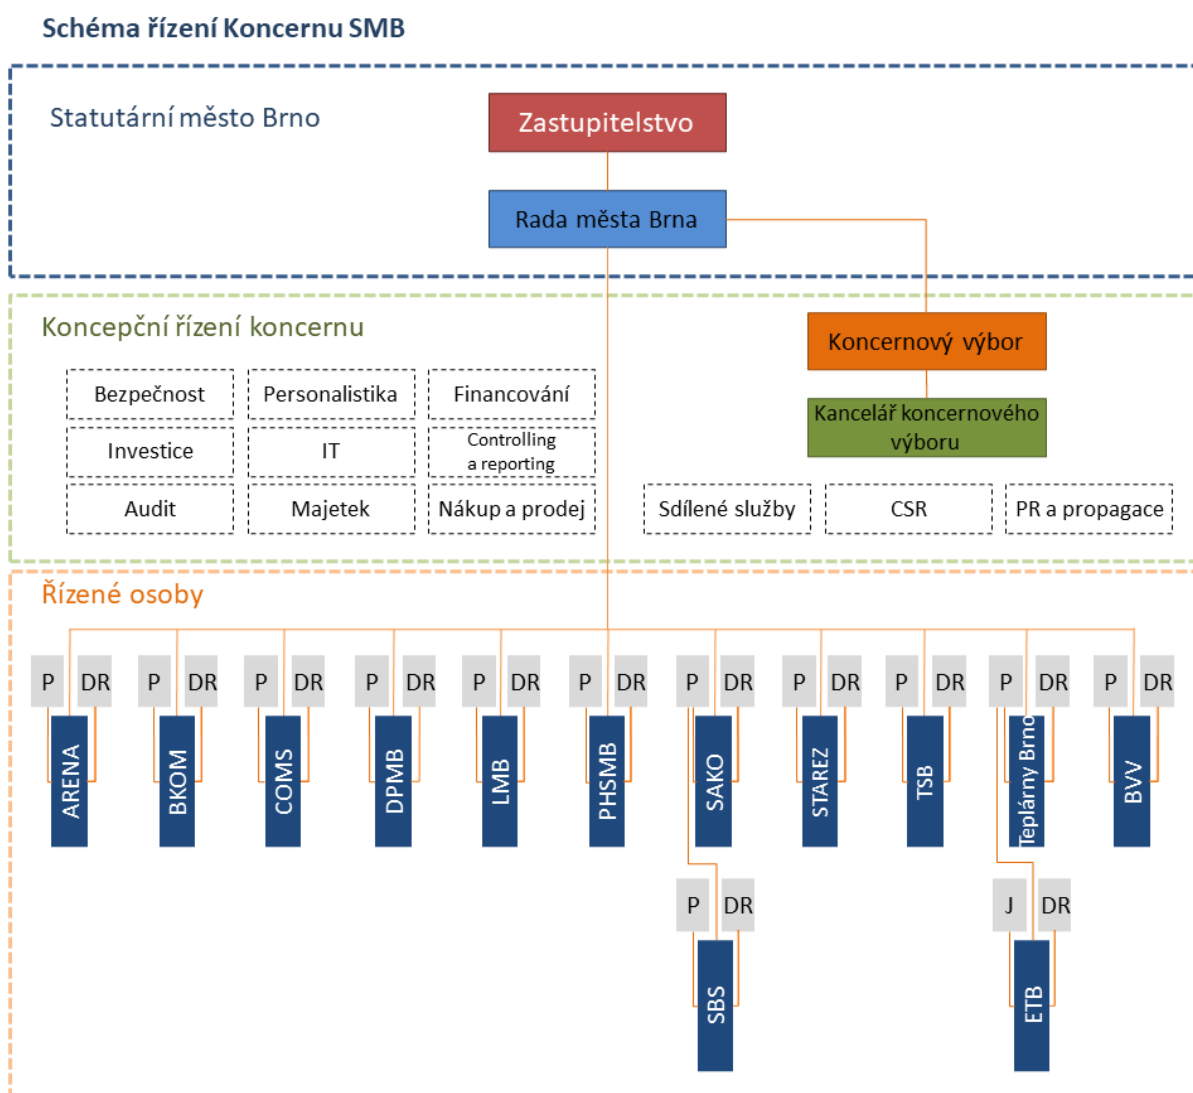 Schéma řízení Koncernu SMB
Statutární město Brno
Zastupitelstvo
Rada města Brna
Koncepční řízení koncernu
Koncernový výbor
Kancelář koncernového
výboru
Bezpečnost
Personalistika
Financování
Investice
IT
Controlling
a reporting
Audit
Majetek
Nákup a prodej
Sdílené služby
CSR
PR a propagace
Řízené osoby
P
DR
P
DR
P
DR
P
DR
P
DR
P
DR
P
DR
P
DR
P
DR
P
DR
P
DR
ARENA
BKOM
COMS
DPMB
LMB
PHSMB
SAKO
STAREZ
TSB
Teplárny Brno
BVV
P
DR
J
DR
SBS
ETB